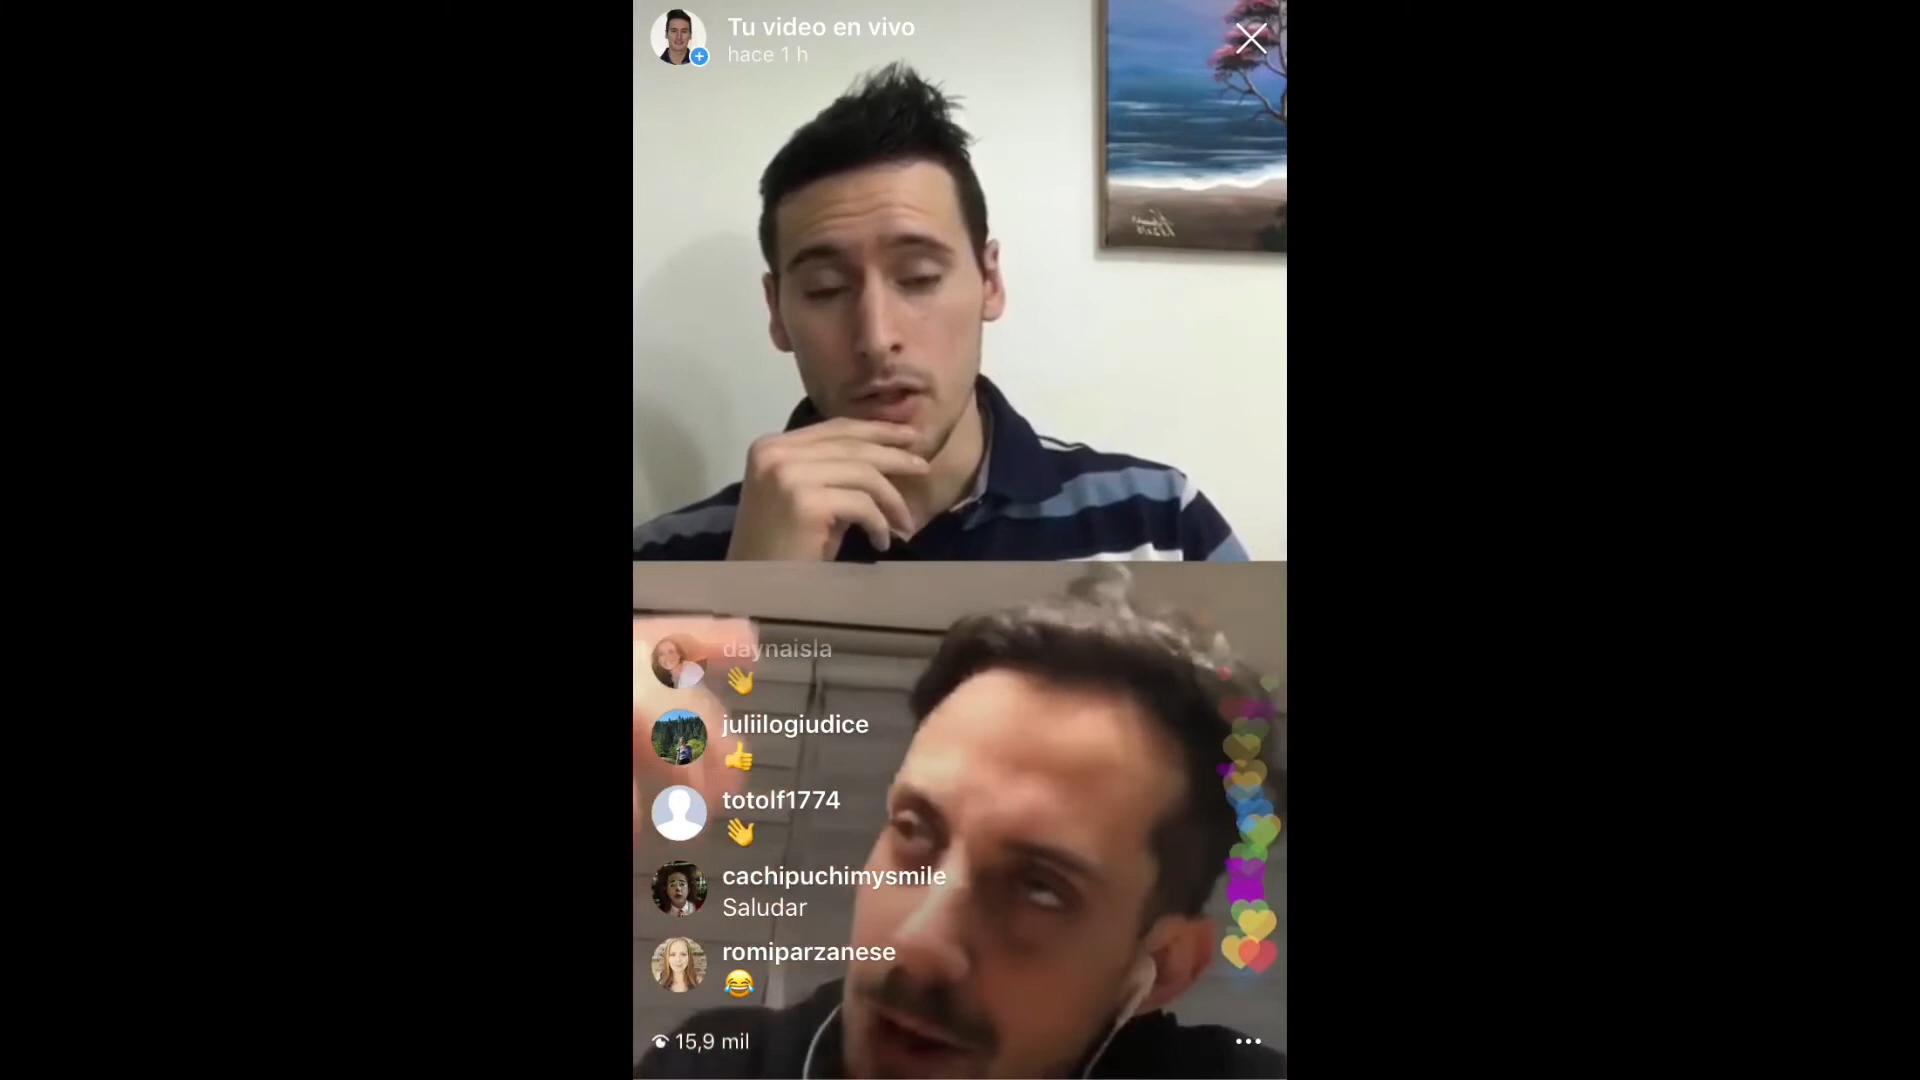 Tu video en vivo
hace 1 h
daynaisla
👋
juliilogiudice
👍
totolf1774
👋
cachipuchimysmile
Saludar
romiparzanese
😂
15,9 mil